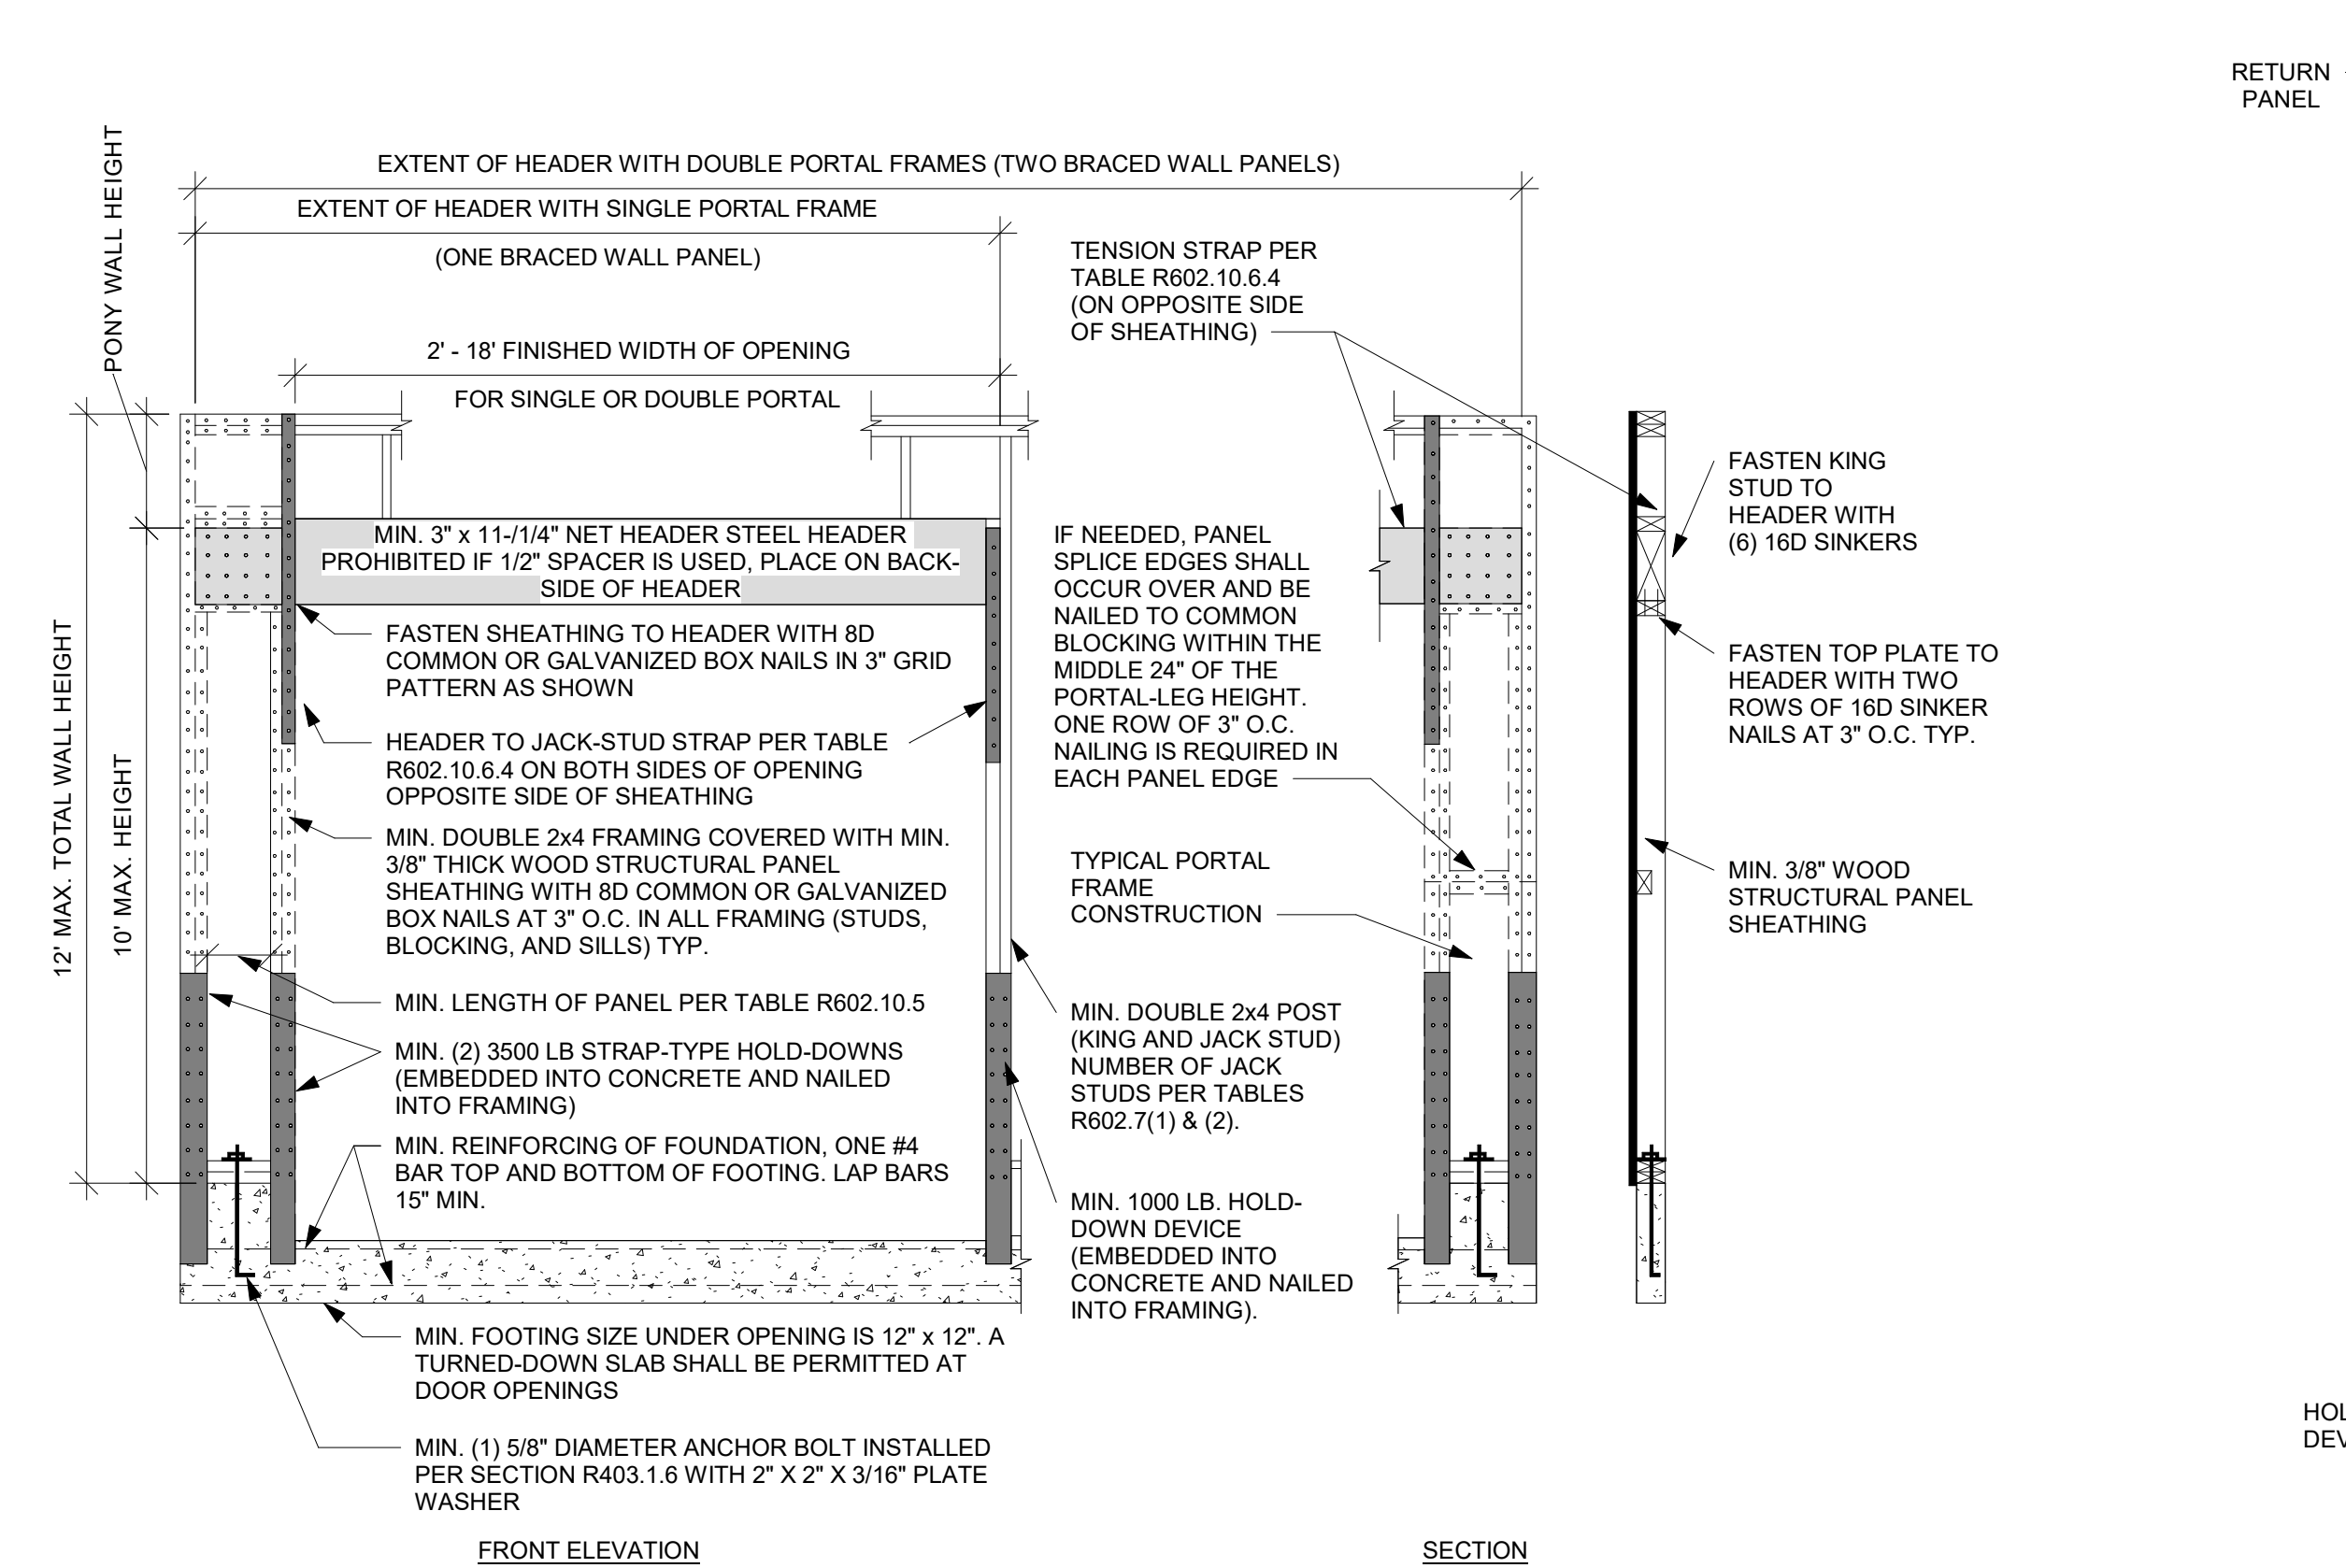 RETURN
PANEL
PONY WALL HEIGHT
EXTENT OF HEADER WITH DOUBLE PORTAL FRAMES (TWO BRACED WALL PANELS)
EXTENT OF HEADER WITH SINGLE PORTAL FRAME
(ONE BRACED WALL PANEL)
2' - 18' FINISHED WIDTH OF OPENING
FOR SINGLE OR DOUBLE PORTAL
12' MAX. TOTAL WALL HEIGHT
10' MAX. HEIGHT
MIN. 3" x 11-/1/4" NET HEADER STEEL HEADER
PROHIBITED IF 1/2" SPACER IS USED, PLACE ON BACK-
SIDE OF HEADER
FASTEN SHEATHING TO HEADER WITH 8D
COMMON OR GALVANIZED BOX NAILS IN 3" GRID
PATTERN AS SHOWN
HEADER TO JACK-STUD STRAP PER TABLE
R602.10.6.4 ON BOTH SIDES OF OPENING
OPPOSITE SIDE OF SHEATHING
MIN. DOUBLE 2x4 FRAMING COVERED WITH MIN.
3/8" THICK WOOD STRUCTURAL PANEL
SHEATHING WITH 8D COMMON OR GALVANIZED
BOX NAILS AT 3" O.C. IN ALL FRAMING (STUDS,
BLOCKING, AND SILLS) TYP.
MIN. LENGTH OF PANEL PER TABLE R602.10.5
MIN. (2) 3500 LB STRAP-TYPE HOLD-DOWNS
(EMBEDDED INTO CONCRETE AND NAILED
INTO FRAMING)
MIN. REINFORCING OF FOUNDATION, ONE #4
BAR TOP AND BOTTOM OF FOOTING. LAP BARS
15" MIN.
MIN. FOOTING SIZE UNDER OPENING IS 12" x 12". A
TURNED-DOWN SLAB SHALL BE PERMITTED AT
DOOR OPENINGS
MIN. (1) 5/8" DIAMETER ANCHOR BOLT INSTALLED
PER SECTION R403.1.6 WITH 2" X 2" X 3/16" PLATE
WASHER
FRONT ELEVATION
TENSION STRAP PER
TABLE R602.10.6.4
(ON OPPOSITE SIDE
OF SHEATHING)
IF NEEDED, PANEL
SPLICE EDGES SHALL
OCCUR OVER AND BE
NAILED TO COMMON
BLOCKING WITHIN THE
MIDDLE 24" OF THE
PORTAL-LEG HEIGHT.
ONE ROW OF 3" O.C.
NAILING IS REQUIRED IN
EACH PANEL EDGE
TYPICAL PORTAL
FRAME
CONSTRUCTION
MIN. DOUBLE 2x4 POST
(KING AND JACK STUD)
NUMBER OF JACK
STUDS PER TABLES
R602.7(1) & (2).
MIN. 1000 LB. HOLD-
DOWN DEVICE
(EMBEDDED INTO
CONCRETE AND NAILED
INTO FRAMING).
FASTEN KING
STUD TO
HEADER WITH
(6) 16D SINKERS
FASTEN TOP PLATE TO
HEADER WITH TWO
ROWS OF 16D SINKER
NAILS AT 3" O.C. TYP.
MIN. 3/8" WOOD
STRUCTURAL PANEL
SHEATHING
SECTION